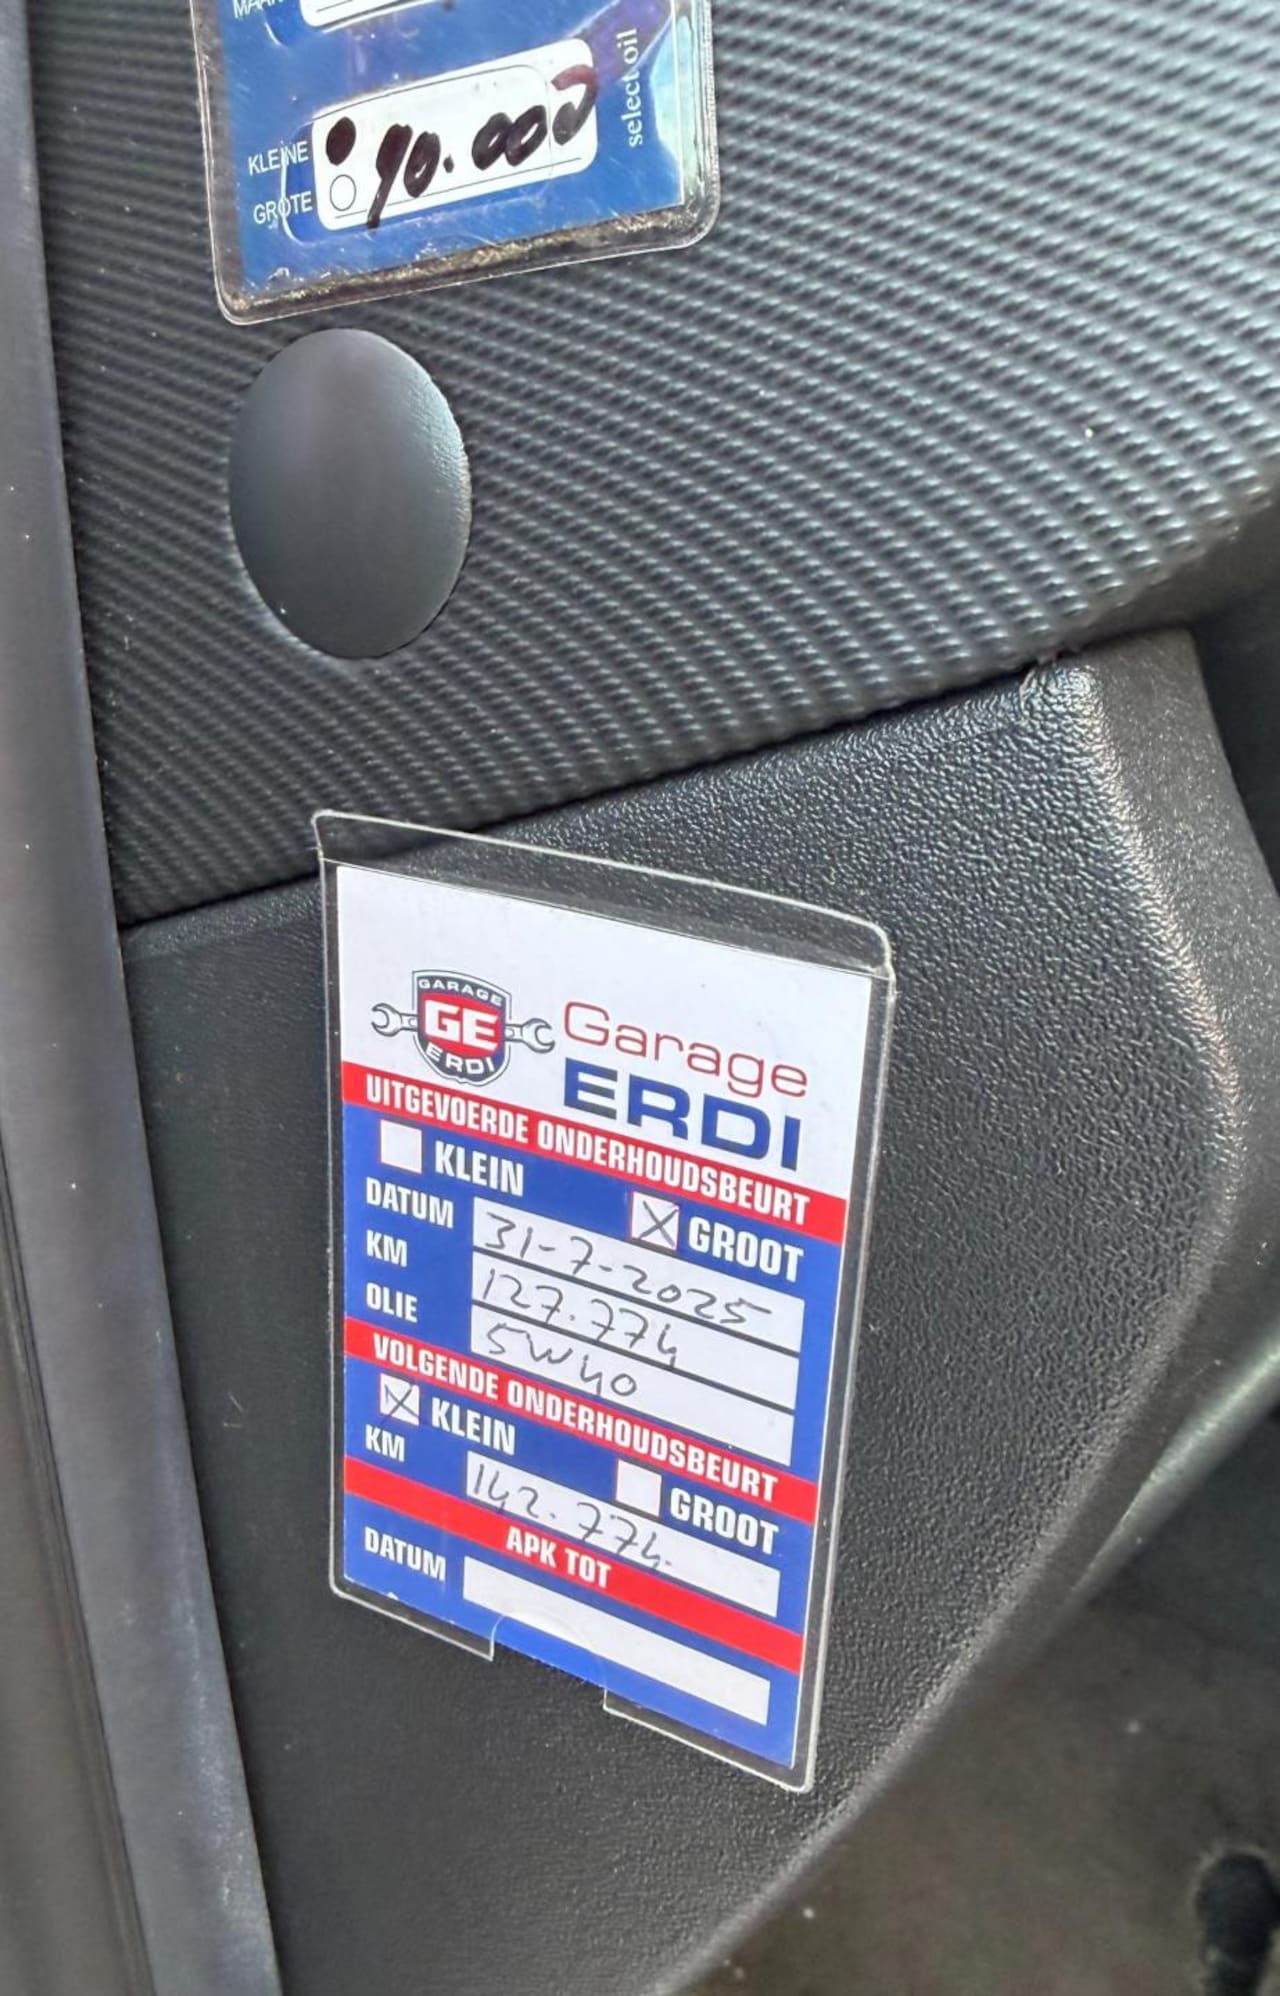 select oil
KLEINE 90.000
GROTE
GARAGE
GE
ERDI
Garage
ERDI
UITGEVOERDE ONDERHOUDSBEURT
KLEIN GROOT
DATUM 31-7-2025
KM 127.774
OLIE 5W40
VOLGENDE ONDERHOUDSBEURT
KLEIN GROOT
KM 142.774
APK TOT
DATUM